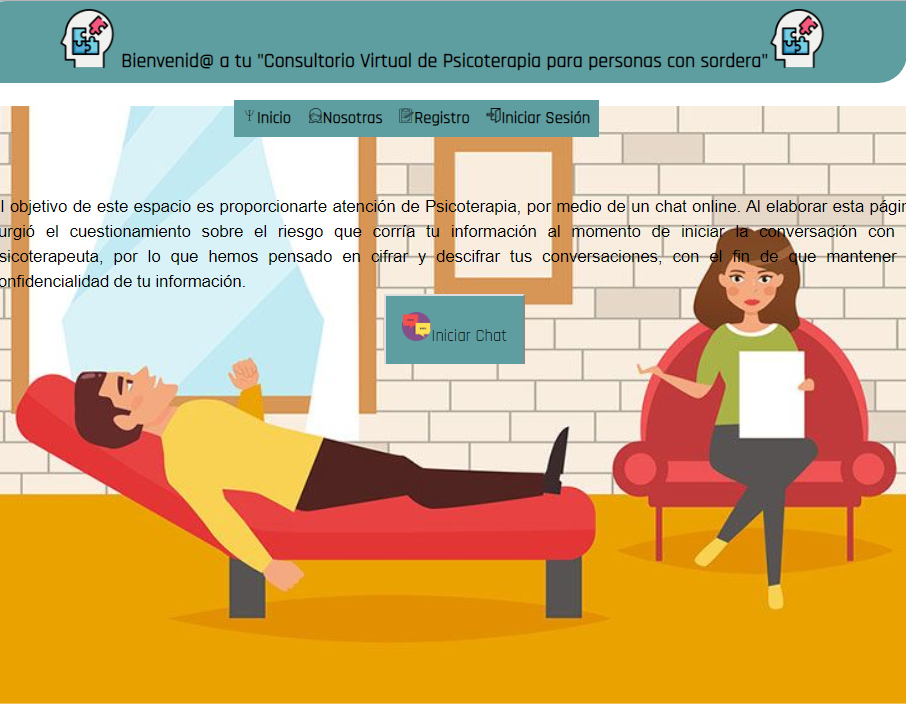 Bienvenid@ a tu "Consultorio Virtual de Psicoterapia para personas con sordera"
Inicio Nosotras Registro Iniciar Sesión
l objetivo de este espacio es proporcionarte atención de Psicoterapia, por medio de un chat online. Al elaborar esta págin
urgió el cuestionamiento sobre el riesgo que corría tu información al momento de iniciar la conversación con
sicoterapeuta, por lo que hemos pensado en cifrar y descifrar tus conversaciones, con el fin de que mantener
onfidencialidad de tu información.
Iniciar Chat